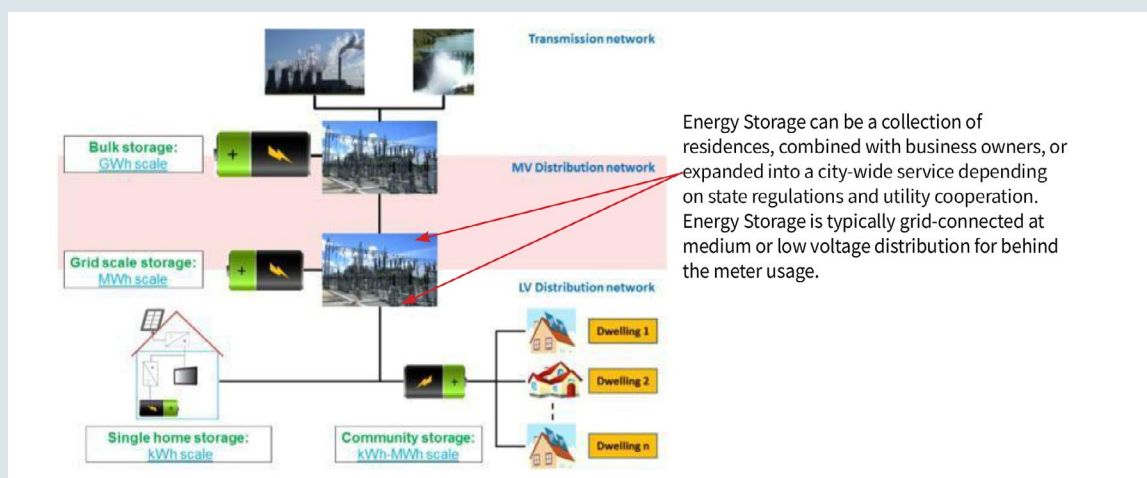 Transmission network
Bulk storage:
GWh scale
MV Distribution network
Grid scale storage:
MWh scale
LV Distribution network
Energy Storage can be a collection of
residences, combined with business owners, or
expanded into a city-wide service depending
on state regulations and utility cooperation.
Energy Storage is typically grid-connected at
medium or low voltage distribution for behind
the meter usage.
Dwelling 1
Dwelling 2
Dwelling n
Single home storage:
kWh scale
Community storage:
kWh-MWh scale